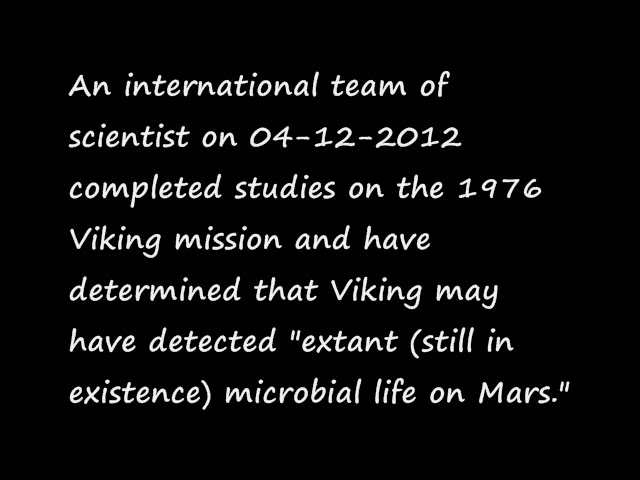 An international team of
scientist on 04-12-2012
completed studies on the 1976
Viking mission and have
determined that Viking may
have detected "extant (still in
existence) microbial life on Mars."